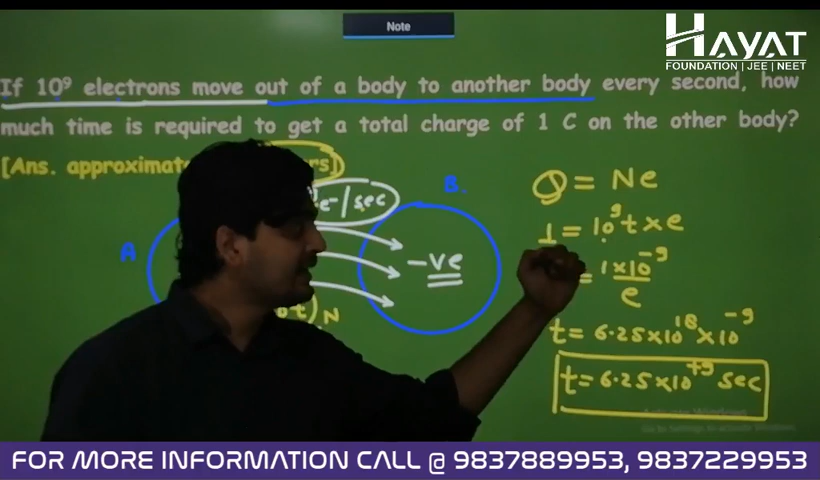 Note
HAYAT
FOUNDATION | JEE | NEET
If 10⁹ electrons move out of a body to another body every second, how
much time is required to get a total charge of 1 C on the other body?
[Ans. rs]
e⁻/sec
A
B.
-ve
t) N
Q = Ne
1 = 10⁹t × e
= 1×10⁻⁹
e
t = 6.25×10¹⁸×10⁻⁹
t = 6.25×10⁺⁹ sec
FOR MORE INFORMATION CALL @ 9837889953, 9837229953